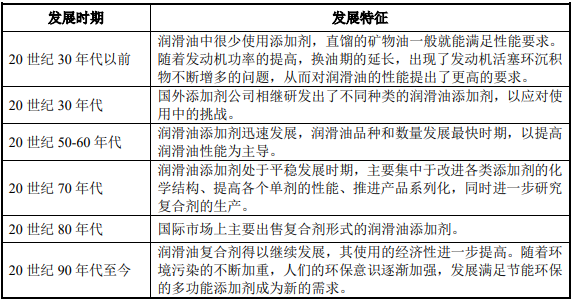 发展时期
发展特征
20 世纪 30 年代以前
润滑油中很少使用添加剂，直馏的矿物油一般就能满足性能要求。
随着发动机功率的提高，换油期的延长，出现了发动机活塞环沉积
物不断增多的问题，从而对润滑油的性能提出了更高的要求。
20 世纪 30 年代
国外添加剂公司相继研发出了不同种类的润滑油添加剂，以应对使
用中的挑战。
20 世纪 50-60 年代
润滑油添加剂迅速发展，润滑油品种和数量发展最快时期，以提高
润滑油性能为主导。
20 世纪 70 年代
润滑油添加剂处于平稳发展时期，主要集中于改进各类添加剂的化
学结构、提高各个单剂的性能、推进产品系列化，同时进一步研究
复合剂的生产。
20 世纪 80 年代
国际市场上主要出售复合剂形式的润滑油添加剂。
20 世纪 90 年代至今
润滑油复合剂得以继续发展，其使用的经济性进一步提高。随着环
境污染的不断加重，人们的环保意识逐渐加强，发展满足节能环保
的多功能添加剂成为新的需求。